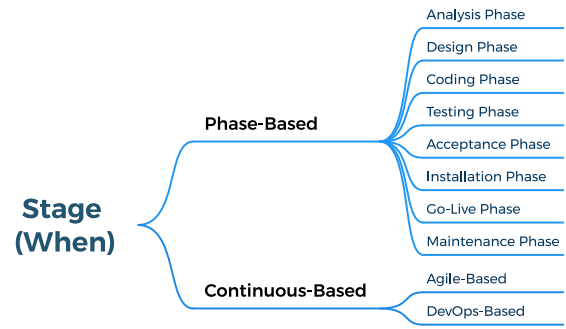 Stage
(When)
Phase-Based
Analysis Phase
Design Phase
Coding Phase
Testing Phase
Acceptance Phase
Installation Phase
Go-Live Phase
Maintenance Phase
Continuous-Based
Agile-Based
DevOps-Based